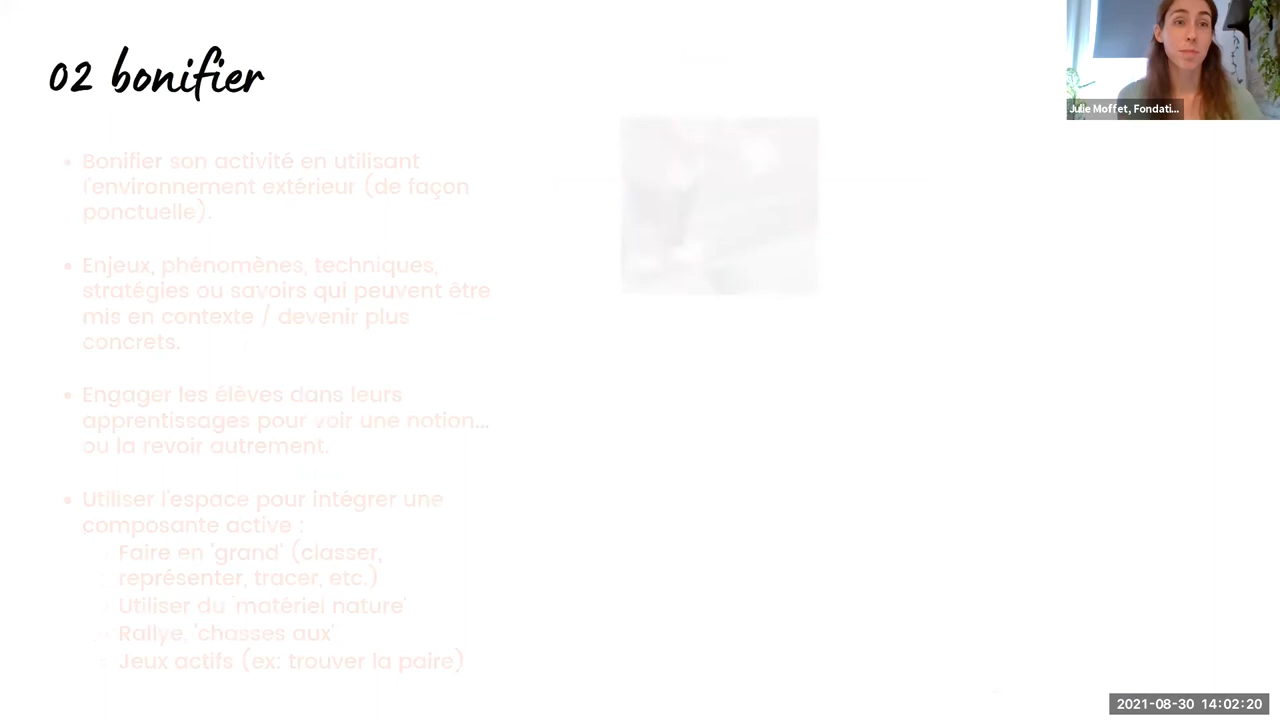 02 bonifier
Julie Moffet, Fondati...
• Bonifier son activité en utilisant
l'environnement extérieur (de façon
ponctuelle).
• Enjeux, phénomènes, techniques,
stratégies ou savoirs qui peuvent être
mis en contexte / devenir plus
concrets.
• Engager les élèves dans leurs
apprentissages pour voir une notion...
ou la revoir autrement.
• Utiliser l'espace pour intégrer une
composante active :
◦ Faire en 'grand' (classer,
représenter, tracer, etc.)
◦ Utiliser du 'matériel nature'
◦ Rallye, 'chasses aux'
◦ Jeux actifs (ex: trouver la paire)
2021-08-30 14:02:20